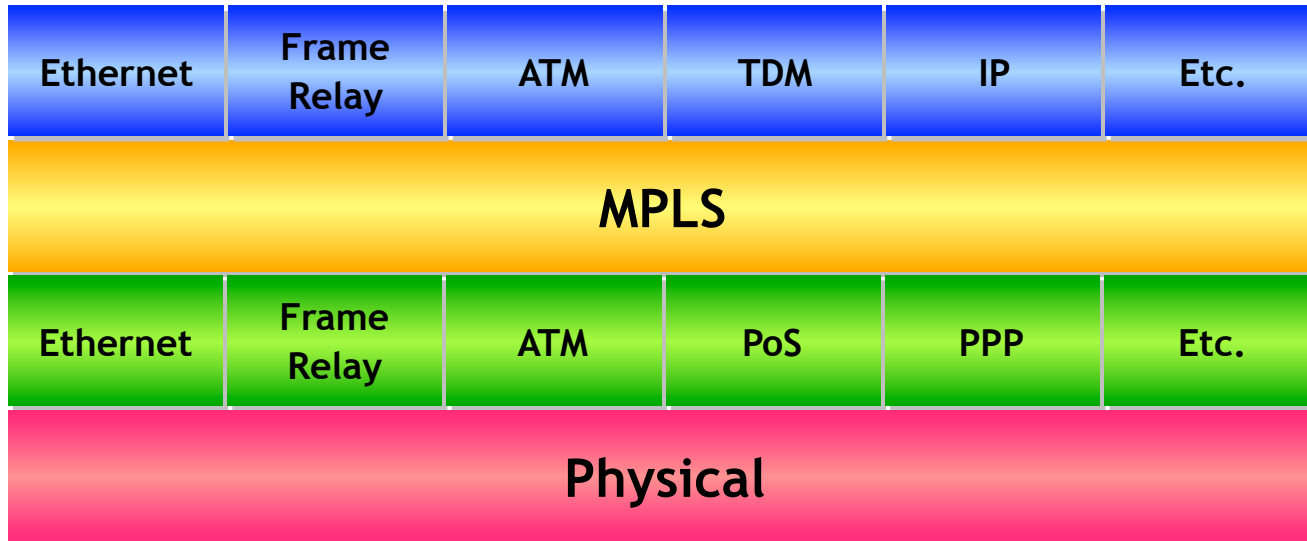 Ethernet
Frame
Relay
ATM
TDM
IP
Etc.
MPLS
Ethernet
Frame
Relay
ATM
PoS
PPP
Etc.
Physical